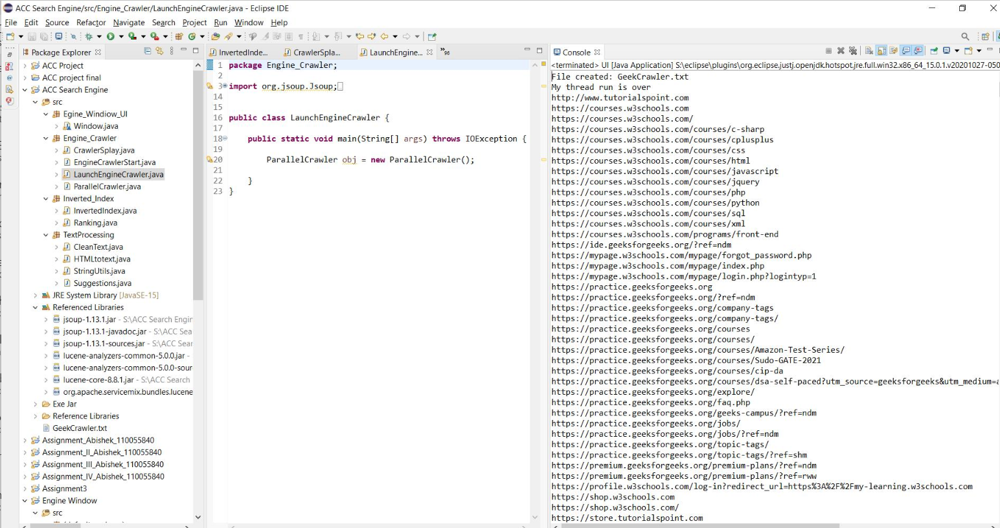 ACC Search Engine/src/Engine_Crawler/LaunchEngineCrawler.java - Eclipse IDE
File Edit Source Refactor Navigate Search Project Run Window Help
Package Explorer
ACC Project
ACC project final
ACC Search Engine
src
Egine_Windiow_UI
Window.java
Engine_Crawler
CrawlerSplay.java
EngineCrawlerStart.java
LaunchEngineCrawler.java
ParallelCrawler.java
Inverted_Index
InvertedIndex.java
Ranking.java
TextProcessing
CleanText.java
HTMLtotext.java
StringUtils.java
Suggestions.java
JRE System Library [JavaSE-15]
Referenced Libraries
jsoup-1.13.1.jar - S:\ACC Search Engir
jsoup-1.13.1-javadoc.jar - S:\ACC Sea
jsoup-1.13.1-sources.jar - S:\ACC Sear
lucene-analyzers-common-5.0.0.jar -
lucene-analyzers-common-5.0.0-sour
lucene-core-8.8.1.jar - S:\ACC Search
org.apache.servicemix.bundles.lucene
Exe Jar
Reference Libraries
GeekCrawler.txt
Assignment_Abishek_110055840
Assignment_II_Abishek_110055840
Assignment_III_Abishek_110055840
Assignment_IV_Abishek_110055840
Assignment3
Engine Window
src
InvertedInde... CrawlerSpla... LaunchEngine... »96
1 package Engine_Crawler;
2
3 import org.jsoup.Jsoup;
14
15
16 public class LaunchEngineCrawler {
17
18 public static void main(String[] args) throws IOException {
19
20 ParallelCrawler obj = new ParallelCrawler();
21
22 }
23 }
Console
<terminated> UI [Java Application] S:\eclipse\plugins\org.eclipse.justj.openjdk.hotspot.jre.full.win32.x86_64_15.0.1.v20201027-050
File created: GeekCrawler.txt
My thread run is over
http://www.tutorialspoint.com
https://courses.w3schools.com
https://courses.w3schools.com/
https://courses.w3schools.com/courses/c-sharp
https://courses.w3schools.com/courses/cplusplus
https://courses.w3schools.com/courses/css
https://courses.w3schools.com/courses/html
https://courses.w3schools.com/courses/javascript
https://courses.w3schools.com/courses/jquery
https://courses.w3schools.com/courses/php
https://courses.w3schools.com/courses/python
https://courses.w3schools.com/courses/sql
https://courses.w3schools.com/courses/xml
https://courses.w3schools.com/programs/front-end
https://ide.geeksforgeeks.org/?ref=ndm
https://mypage.w3schools.com/mypage/forgot_password.php
https://mypage.w3schools.com/mypage/index.php
https://mypage.w3schools.com/mypage/login.php?logintyp=1
https://practice.geeksforgeeks.org
https://practice.geeksforgeeks.org/?ref=ndm
https://practice.geeksforgeeks.org/company-tags
https://practice.geeksforgeeks.org/company-tags/
https://practice.geeksforgeeks.org/courses
https://practice.geeksforgeeks.org/courses/
https://practice.geeksforgeeks.org/courses/Amazon-Test-Series/
https://practice.geeksforgeeks.org/courses/Sudo-GATE-2021
https://practice.geeksforgeeks.org/courses/cip-da
https://practice.geeksforgeeks.org/courses/dsa-self-paced?utm_source=geeksforgeeks&utm_medium=a
https://practice.geeksforgeeks.org/explore/
https://practice.geeksforgeeks.org/faq.php
https://practice.geeksforgeeks.org/geeks-campus/?ref=ndm
https://practice.geeksforgeeks.org/jobs/
https://practice.geeksforgeeks.org/jobs/?ref=ndm
https://practice.geeksforgeeks.org/topic-tags/
https://practice.geeksforgeeks.org/topic-tags/?ref=shm
https://premium.geeksforgeeks.org/premium-plans/?ref=ndm
https://premium.geeksforgeeks.org/premium-plans/?ref=rww
https://profile.w3schools.com/log-in?redirect_url=https%3A%2F%2Fmy-learning.w3schools.com
https://shop.w3schools.com
https://shop.w3schools.com/
https://store.tutorialspoint.com